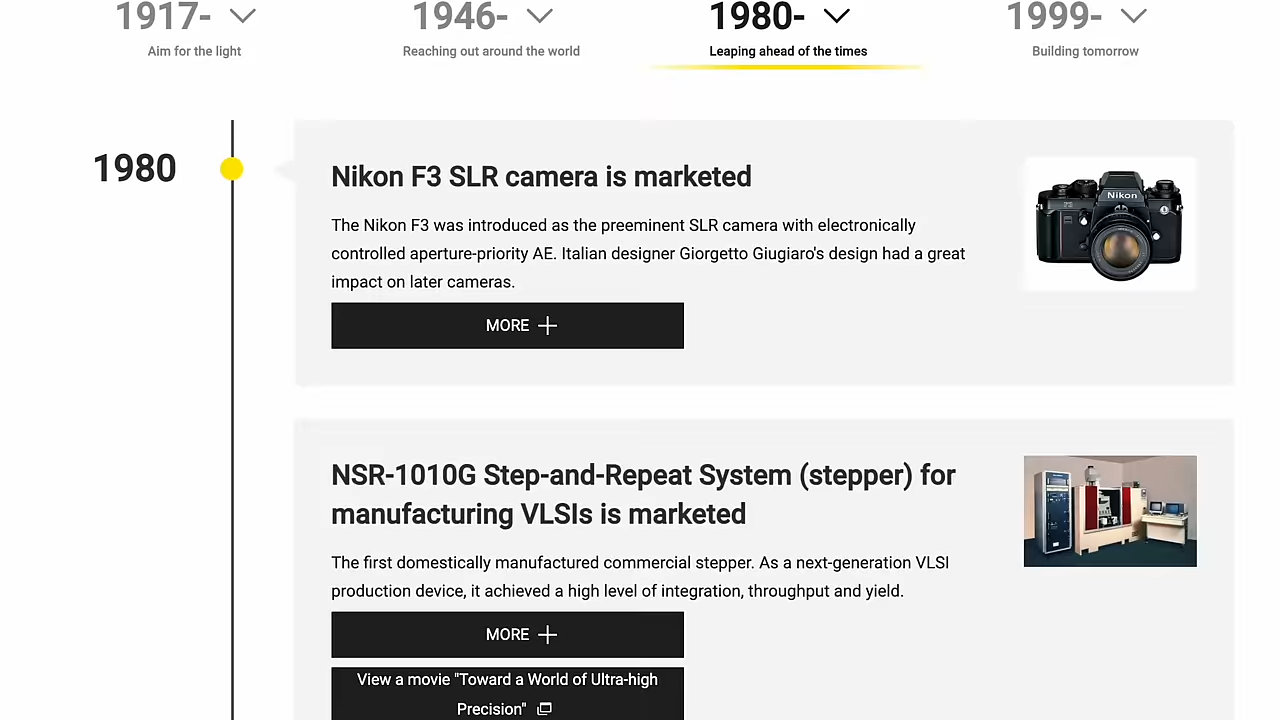 1917-
Aim for the light
1946-
Reaching out around the world
1980-
Leaping ahead of the times
1999-
Building tomorrow
1980
Nikon F3 SLR camera is marketed
The Nikon F3 was introduced as the preeminent SLR camera with electronically
controlled aperture-priority AE. Italian designer Giorgetto Giugiaro's design had a great
impact on later cameras.
MORE
Nikon
F3
NSR-1010G Step-and-Repeat System (stepper) for
manufacturing VLSIs is marketed
The first domestically manufactured commercial stepper. As a next-generation VLSI
production device, it achieved a high level of integration, throughput and yield.
MORE
View a movie "Toward a World of Ultra-high
Precision"